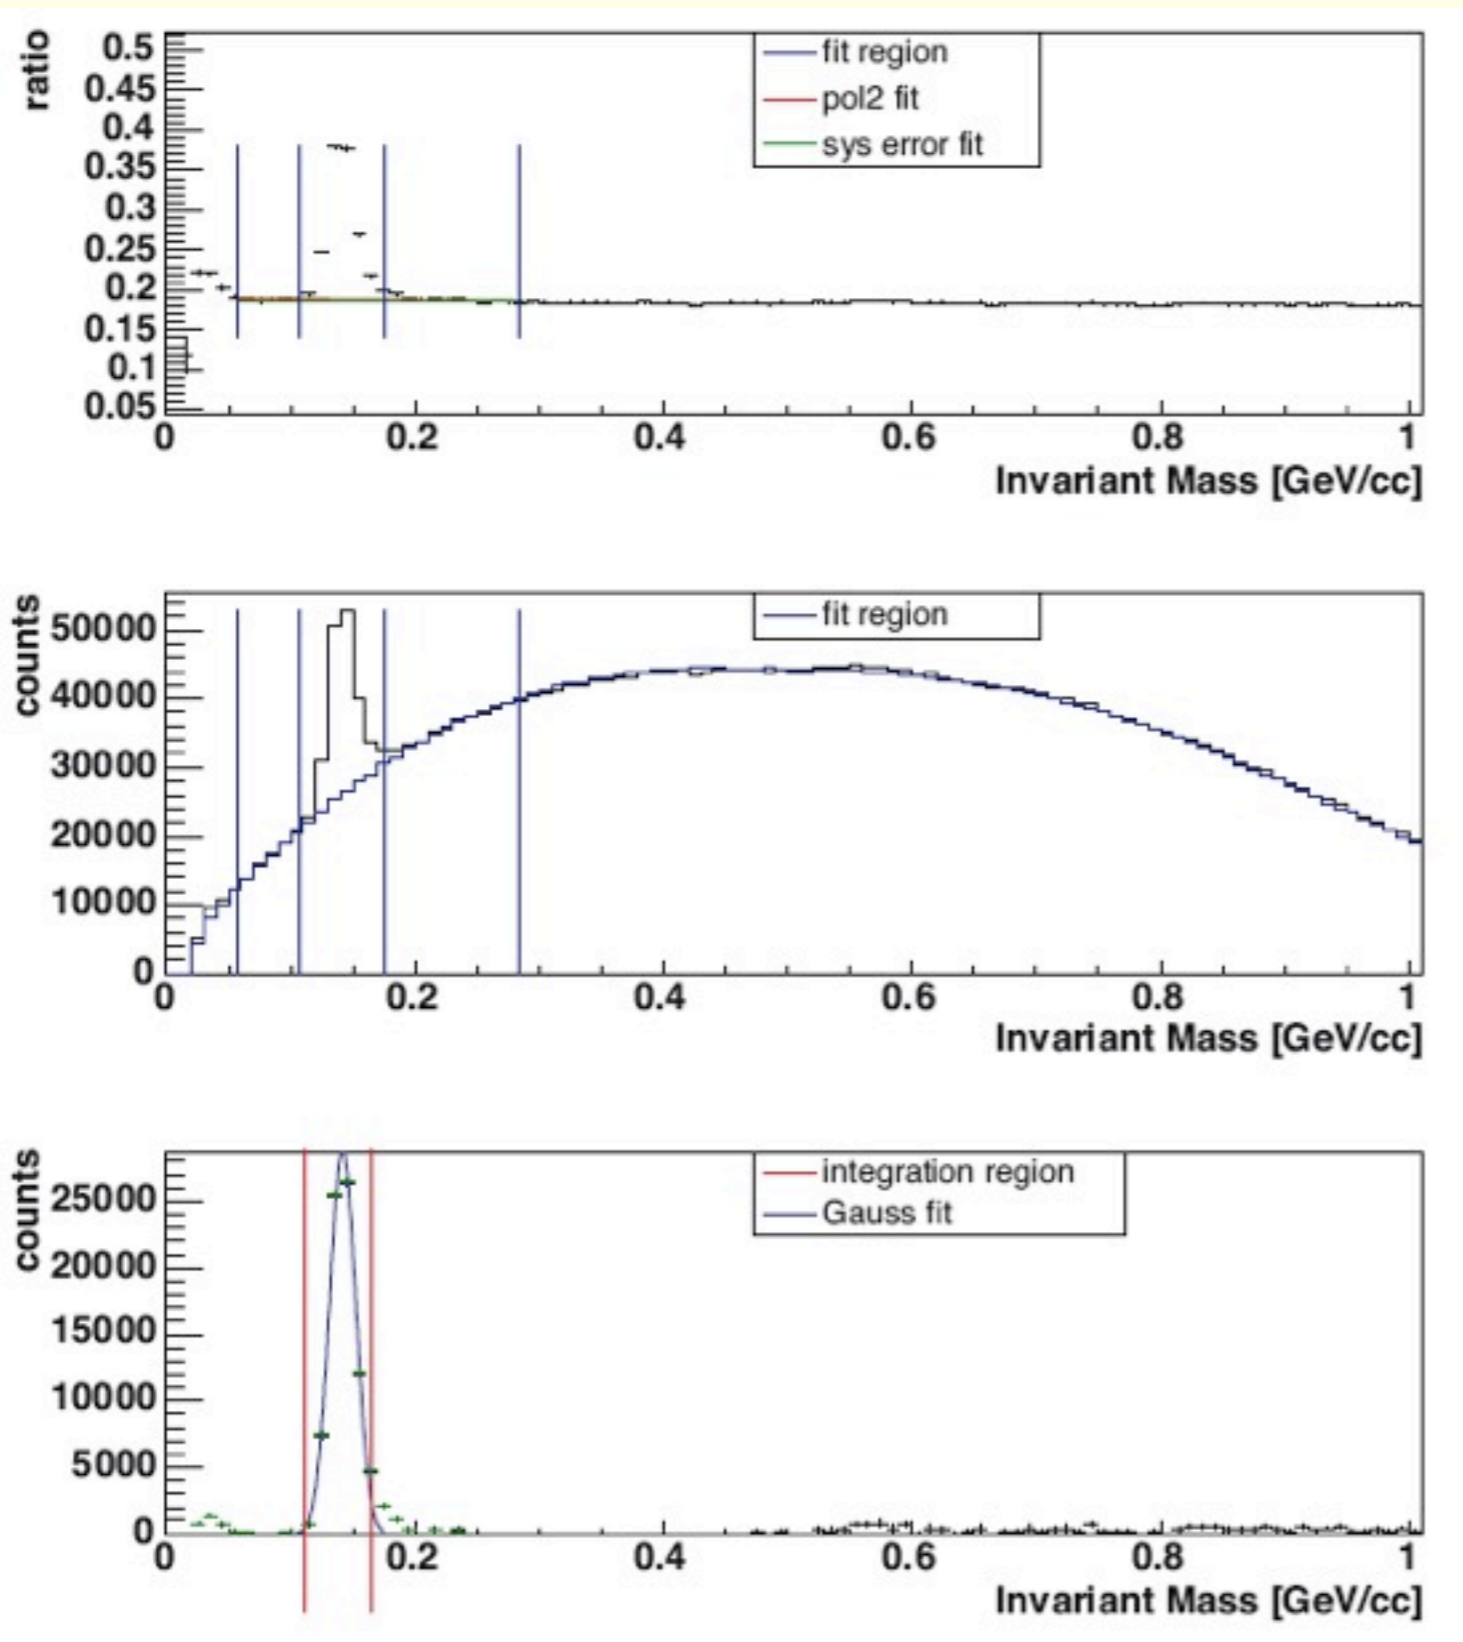 ratio
0.5
0.45
0.4
0.35
0.3
0.25
0.2
0.15
0.1
0.05
fit region
pol2 fit
sys error fit
0 0.2 0.4 0.6 0.8 1
Invariant Mass [GeV/cc]
counts
50000
40000
30000
20000
10000
0
fit region
0 0.2 0.4 0.6 0.8 1
Invariant Mass [GeV/cc]
counts
25000
20000
15000
10000
5000
0
integration region
Gauss fit
0 0.2 0.4 0.6 0.8 1
Invariant Mass [GeV/cc]